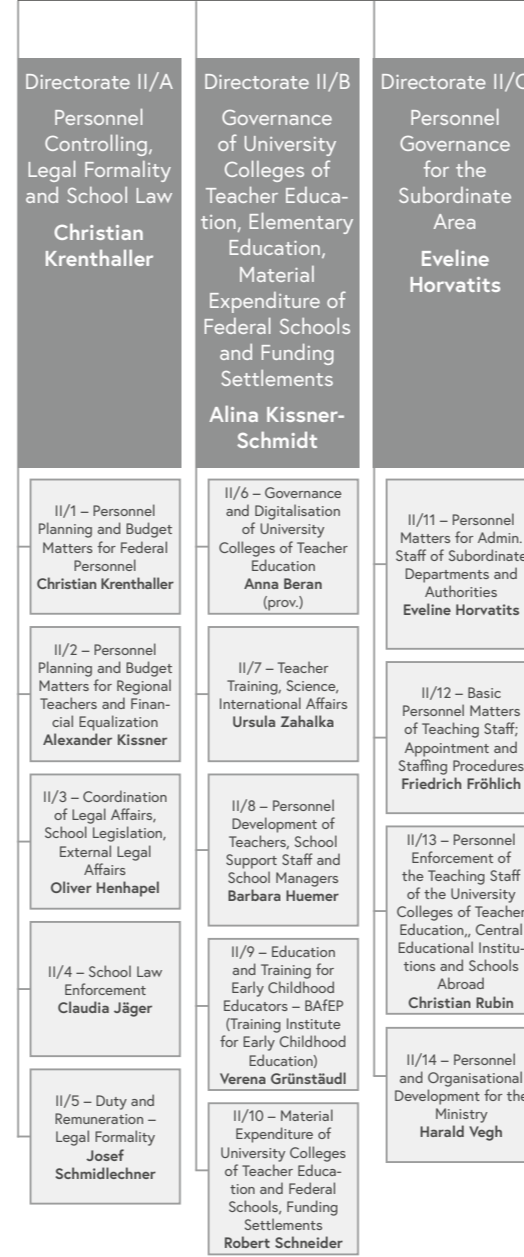 Directorate II/A
Personnel
Controlling,
Legal Formality
and School Law
Christian
Krenthaller
II/1 – Personnel
Planning and Budget
Matters for Federal
Personnel
Christian Krenthaller
II/2 – Personnel
Planning and Budget
Matters for Regional
Teachers and Finan-
cial Equalization
Alexander Kissner
II/3 – Coordination
of Legal Affairs,
School Legislation,
External Legal
Affairs
Oliver Henhapel
II/4 – School Law
Enforcement
Claudia Jäger
II/5 – Duty and
Remuneration –
Legal Formality
Josef
Schmidlechner
Directorate II/B
Governance
of University
Colleges of
Teacher Educa-
tion, Elementary
Education,
Material
Expenditure of
Federal Schools
and Funding
Settlements
Alina Kissner-
Schmidt
II/6 – Governance
and Digitalisation
of University
Colleges of Teacher
Education
Anna Beran
(prov.)
II/7 – Teacher
Training, Science,
International Affairs
Ursula Zahalka
II/8 – Personnel
Development of
Teachers, School
Support Staff and
School Managers
Barbara Huemer
II/9 – Education
and Training for
Early Childhood
Educators – BAfEP
(Training Institute
for Early Childhood
Education)
Verena Grünstäudl
II/10 – Material
Expenditure of
University Colleges
of Teacher Educa-
tion and Federal
Schools, Funding
Settlements
Robert Schneider
Directorate II/C
Personnel
Governance
for the
Subordinate
Area
Eveline
Horvatits
II/11 – Personnel
Matters for Admin.
Staff of Subordinate
Departments and
Authorities
Eveline Horvatits
II/12 – Basic
Personnel Matters
of Teaching Staff;
Appointment and
Staffing Procedures
Friedrich Fröhlich
II/13 – Personnel
Enforcement of
the Teaching Staff
of the University
Colleges of Teacher
Education,, Central
Educational Institu-
tions and Schools
Abroad
Christian Rubin
II/14 – Personnel
and Organisational
Development for the
Ministry
Harald Vegh